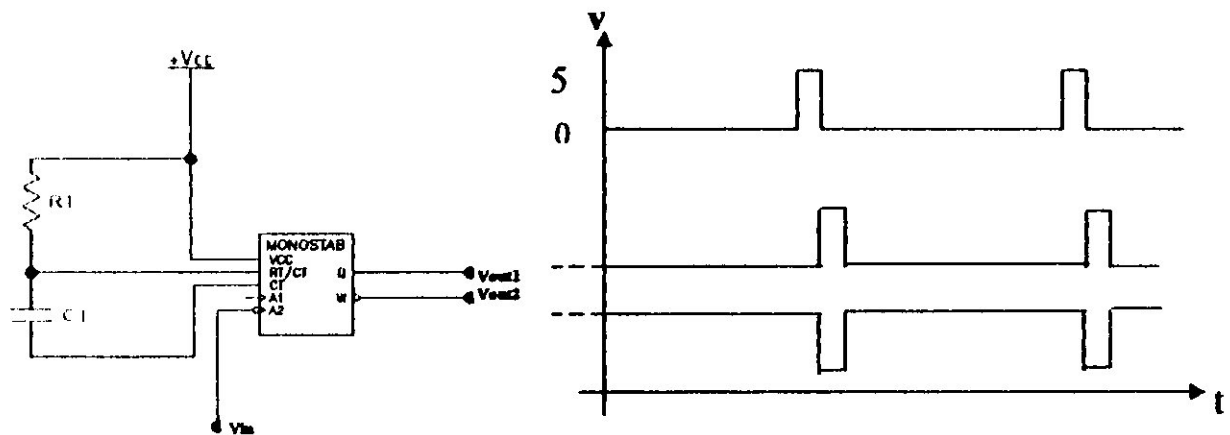 +VCC
R1
C1
MONOSTAB
VCC
RT/CT
CT
A1
A2
Q
W
Vout1
Vout2
Vin
V
5
0
t